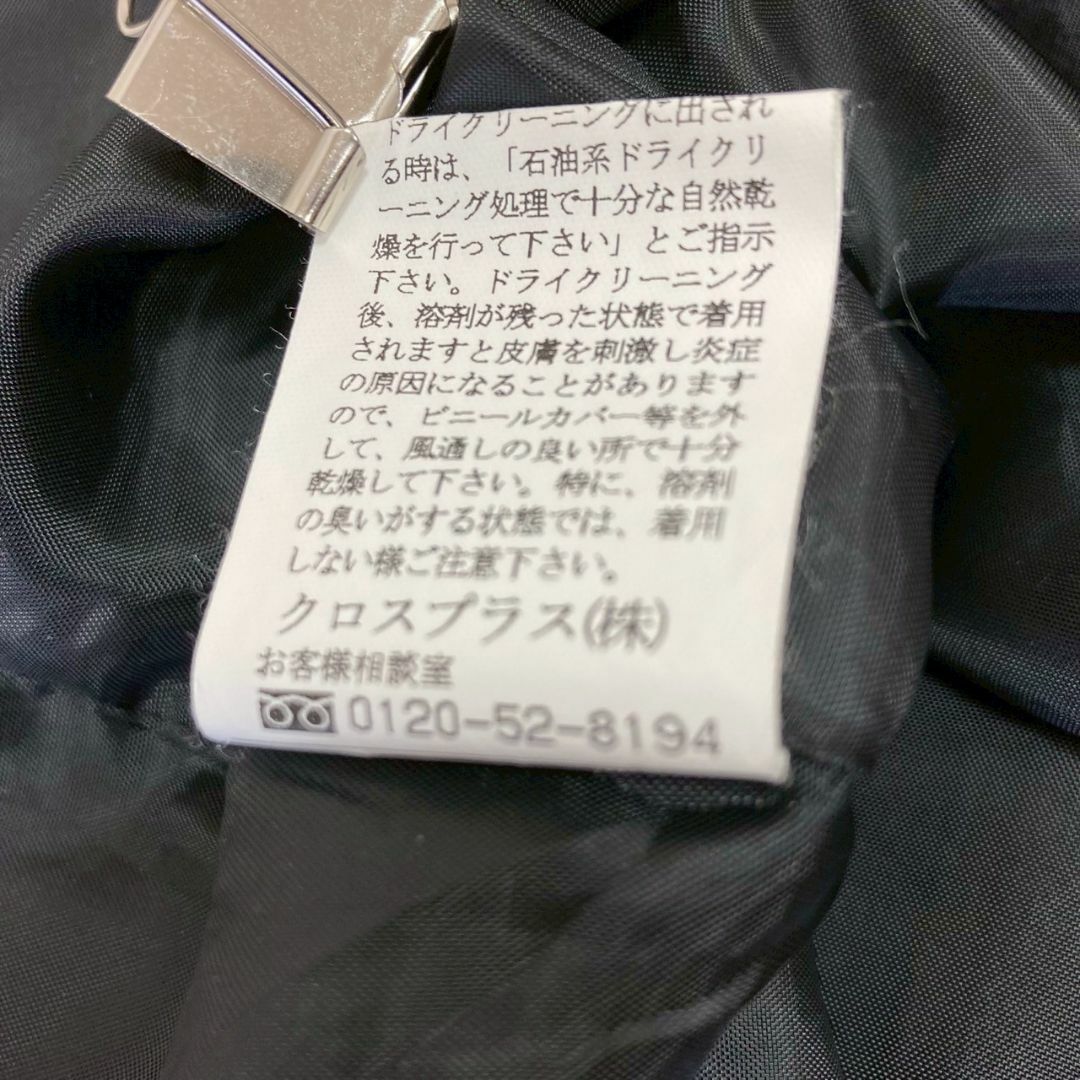 ドライクリーニングに出され
る時は、「石油系ドライクリ
ーニング処理で十分な自然乾
燥を行って下さい」とご指示
下さい。ドライクリーニング
後、溶剤が残った状態で着用
されますと皮膚を刺激し炎症
の原因になることがあります
ので、ビニールカバー等を外
して、風通しの良い所で十分
乾燥して下さい。特に、溶剤
の臭いがする状態では、着用
しない様ご注意下さい。
クロスプラス(株)
お客様相談室
0120-52-8194